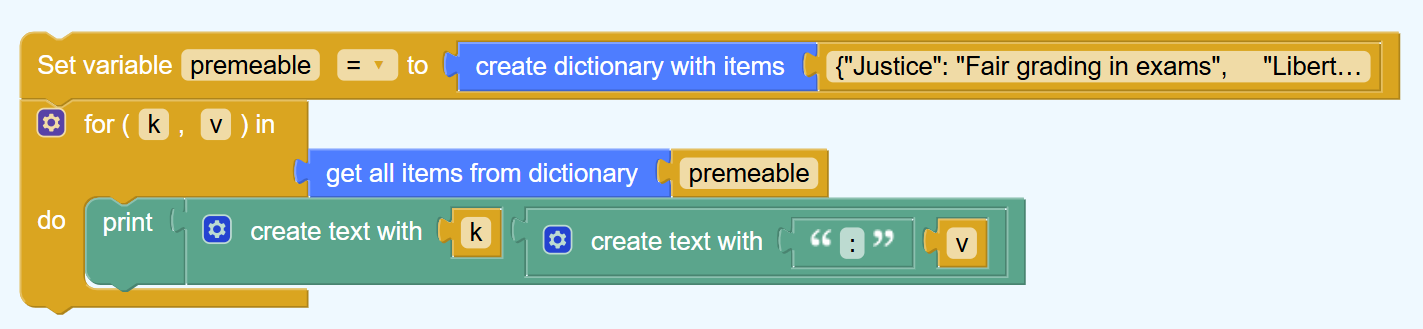 Set variable premeable = to create dictionary with items {"Justice": "Fair grading in exams", "Libert...
for ( k , v ) in
get all items from dictionary premeable
do print create text with k create text with “ : ” v